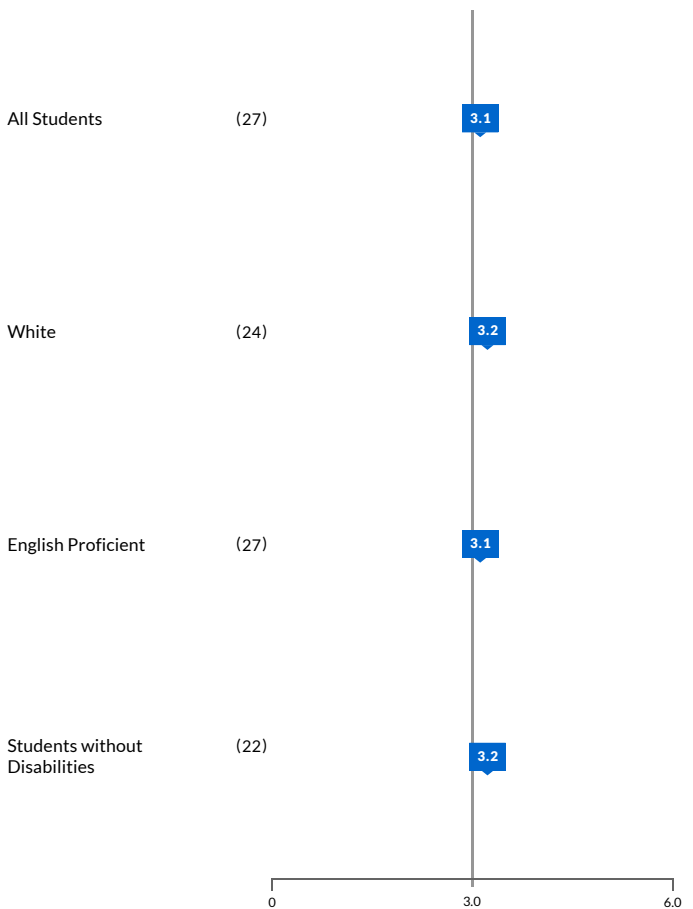 All Students (27) 3.1
White (24) 3.2
English Proficient (27) 3.1
Students without (22) 3.2
Disabilities
0 3.0 6.0